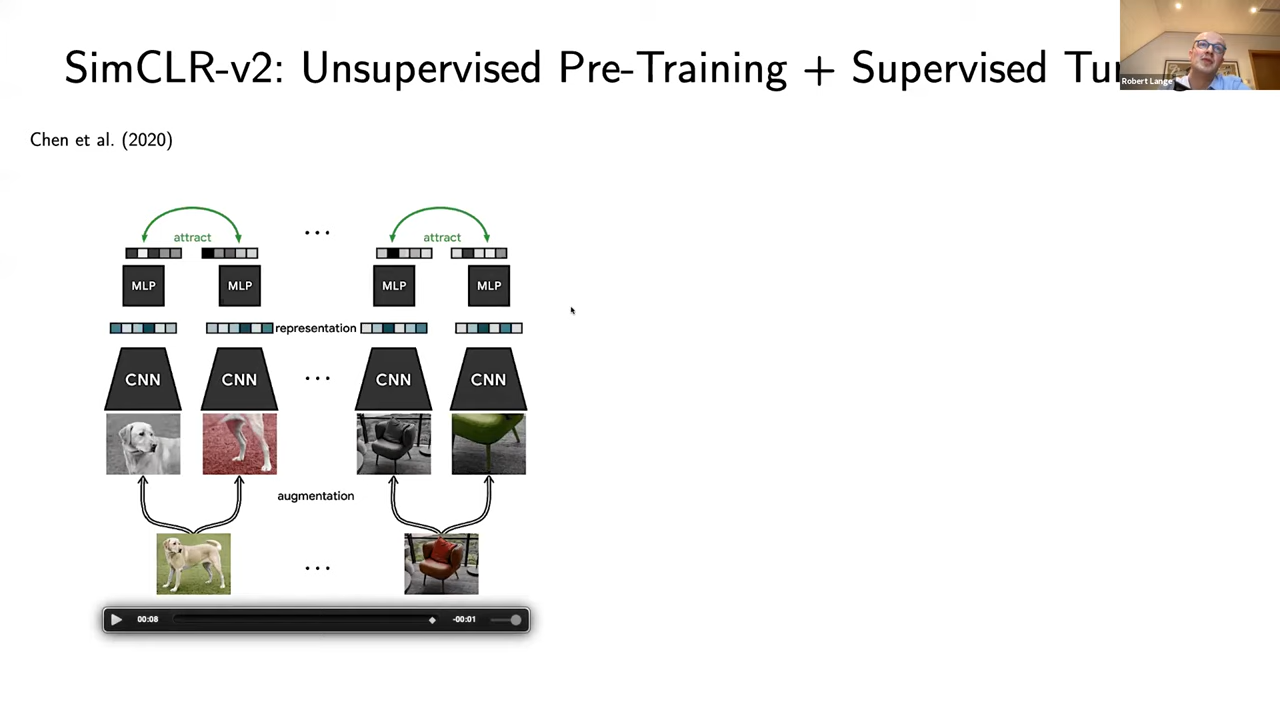 SimCLR-v2: Unsupervised Pre-Training + Supervised Tu
Robert Lange
Chen et al. (2020)
attract ... attract
MLP MLP MLP MLP
representation
CNN CNN ... CNN CNN
augmentation
...
00:08 -00:01